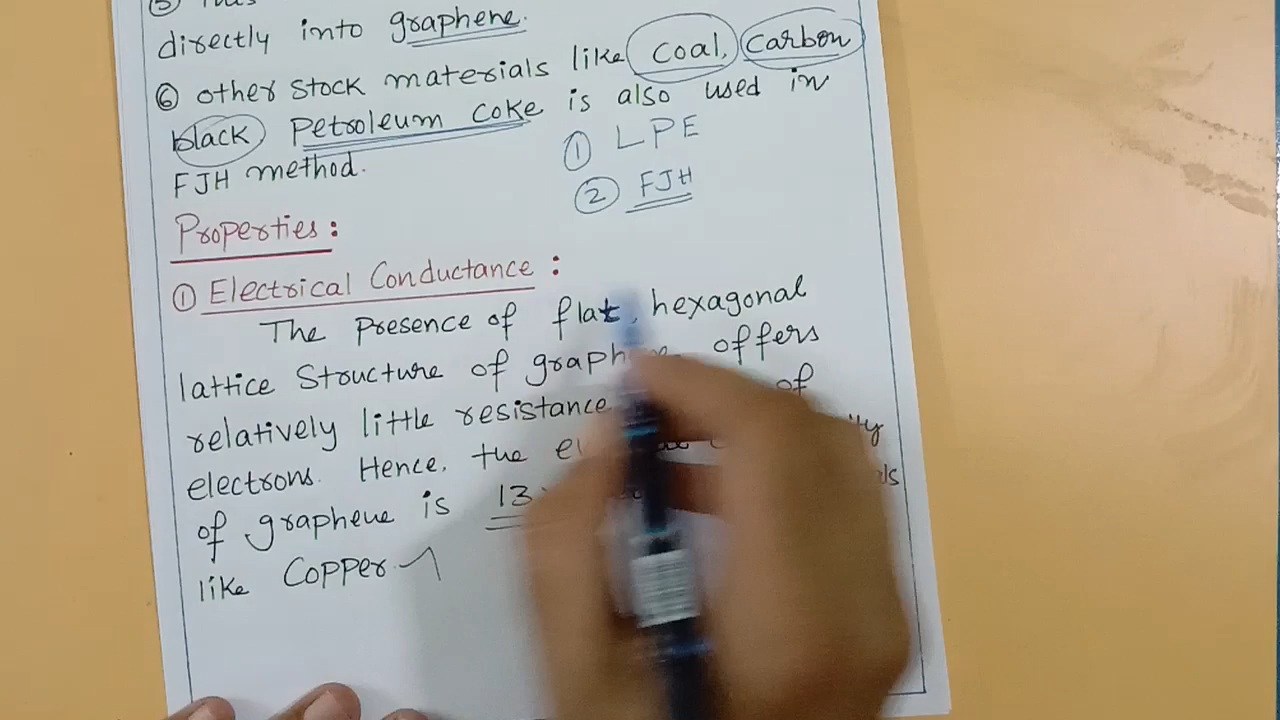 directly into graphene.
⑥ other stock materials like coal, carbon
black Petroleum coke is also used in
FJH method.
① LPE
② FJH
Properties:
① Electrical Conductance:
The Presence of flat, hexagonal
lattice Structure of graphene offers
relatively little resistance of
electrons. Hence, the
of graphene is 13
like Copper